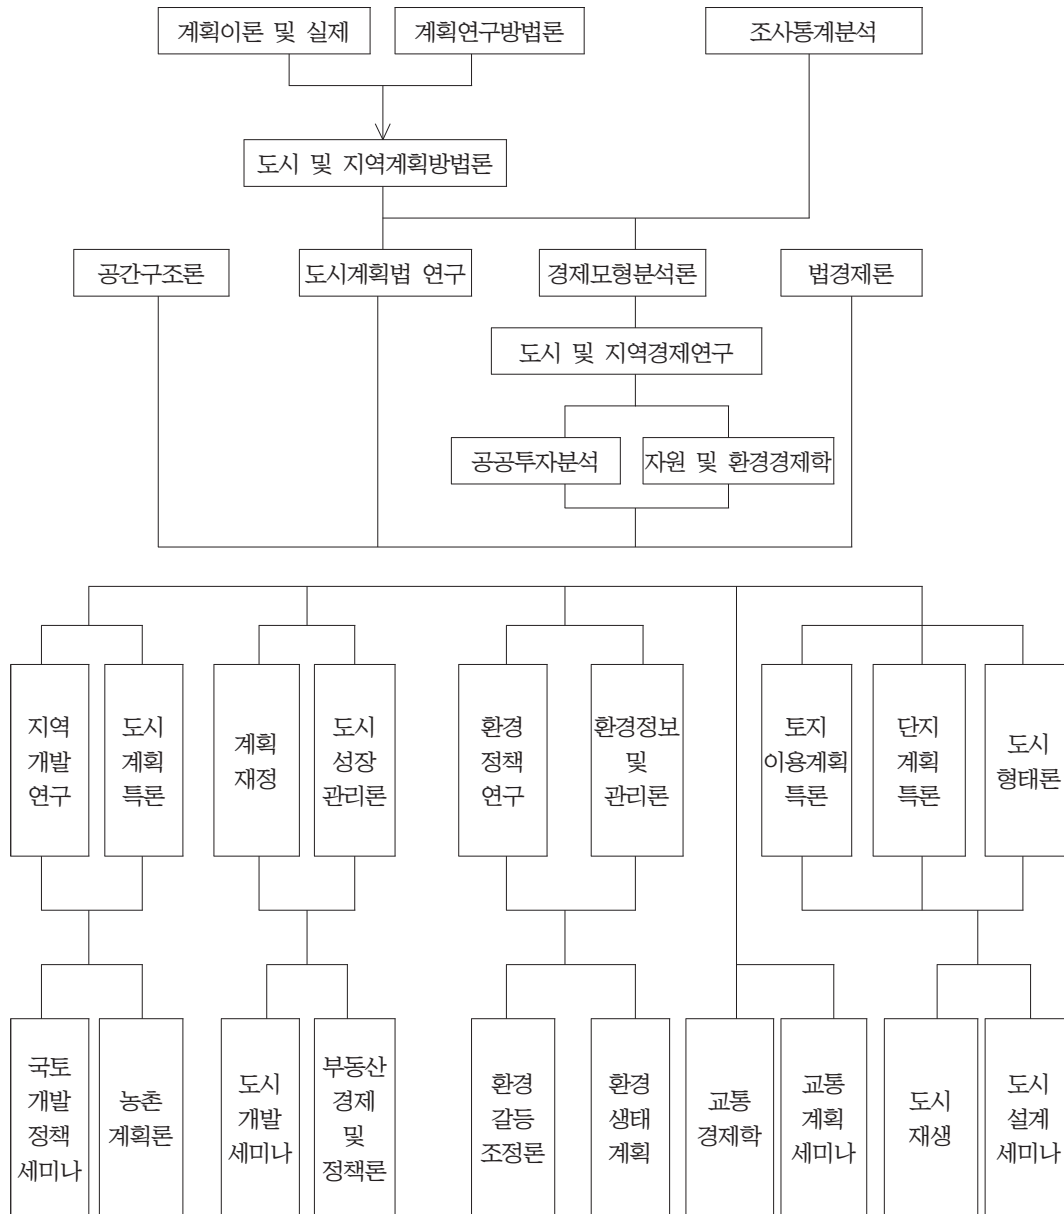 계획이론 및 실제
계획연구방법론
조사통계분석
도시 및 지역계획방법론
공간구조론
도시계획법 연구
경제모형분석론
법경제론
도시 및 지역경제연구
공공투자분석
자원 및 환경경제학
지역
개발
연구
도시
계획
특론
계획
재정
도시
성장
관리론
환경
정책
연구
환경정보
및
관리론
토지
이용계획
특론
단지
계획
특론
도시
형태론
국토
개발
정책
세미나
농촌
계획론
도시
개발
세미나
부동산
경제
및
정책론
환경
갈등
조정론
환경
생태
계획
교통
경제학
교통
계획
세미나
도시
재생
도시
설계
세미나